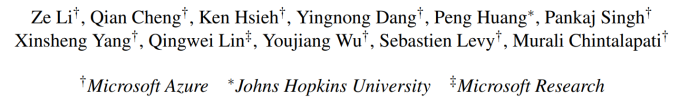 Ze Li†, Qian Cheng†, Ken Hsieh†, Yingnong Dang†, Peng Huang∗, Pankaj Singh†
Xinsheng Yang†, Qingwei Lin‡, Youjiang Wu†, Sebastien Levy†, Murali Chintalapati†
†Microsoft Azure ∗Johns Hopkins University ‡Microsoft Research